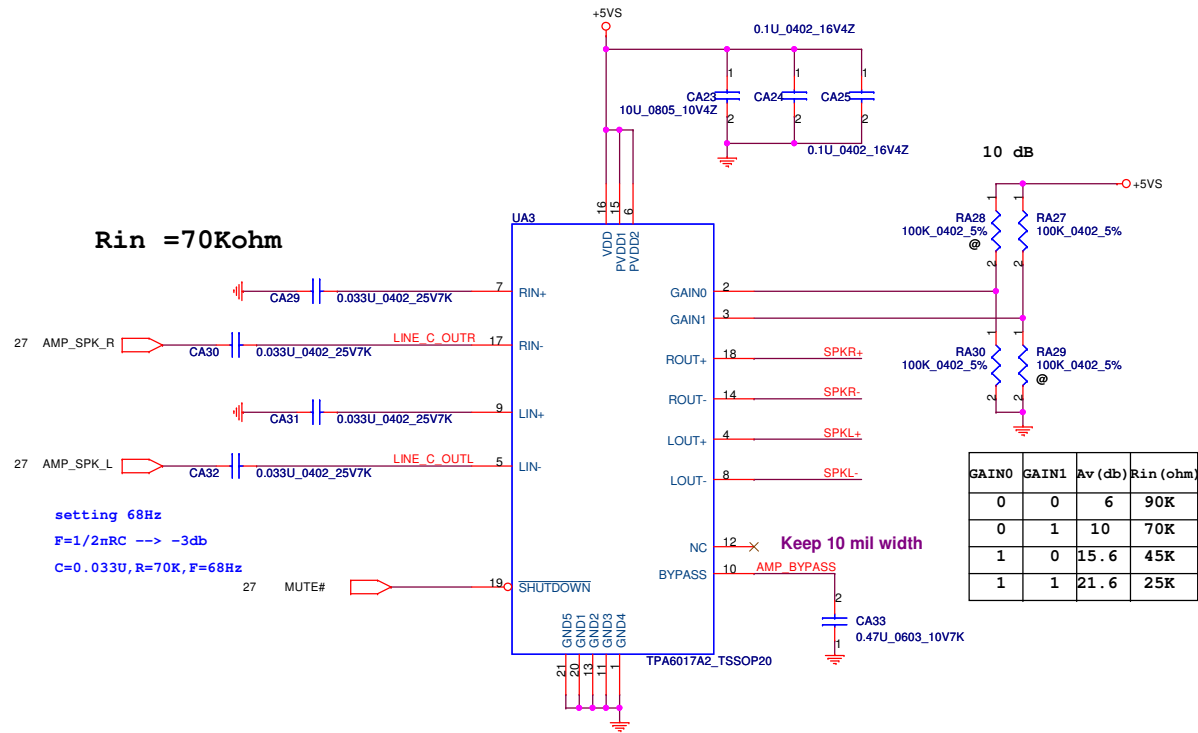 +5VS
0.1U_0402_16V4Z
1
1
1
CA23
CA24
CA25
10U_0805_10V4Z
2
2
2
0.1U_0402_16V4Z
10 dB
+5VS
1
1
RA28
100K_0402_5%
@
RA27
100K_0402_5%
2
2
Rin =70Kohm
UA3
16
15
6
VDD
PVDD1
PVDD2
CA29
0.033U_0402_25V7K
7
RIN+
GAIN0
2
27
AMP_SPK_R
CA30
0.033U_0402_25V7K
LINE_C_OUTR
17
RIN-
GAIN1
3
ROUT+
18
SPKR+
1
1
RA30
100K_0402_5%
RA29
100K_0402_5%
@
2
2
ROUT-
14
SPKR-
CA31
0.033U_0402_25V7K
9
LIN+
LOUT+
4
SPKL+
27
AMP_SPK_L
CA32
0.033U_0402_25V7K
LINE_C_OUTL
5
LIN-
LOUT-
8
SPKL-
GAIN0 GAIN1 Av(db) Rin(ohm)
0 0 6 90K
0 1 10 70K
1 0 15.6 45K
1 1 21.6 25K
setting 68Hz
F=1/2πRC --> -3db
C=0.033U,R=70K,F=68Hz
NC
12
Keep 10 mil width
BYPASS
10
AMP_BYPASS
27
MUTE#
19
SHUTDOWN
2
CA33
0.47U_0603_10V7K
1
GND5
GND1
GND2
GND3
GND4
TPA6017A2_TSSOP20
21
20
13
11
1